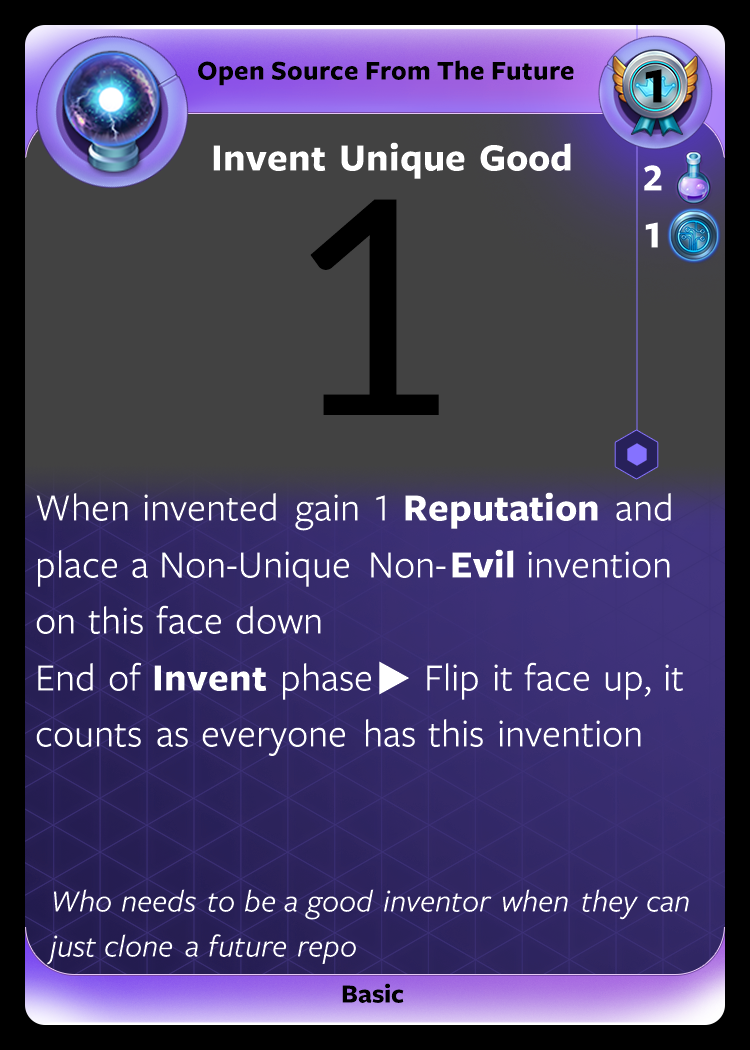 Open Source From The Future
1
Invent Unique Good
2
1
1
When invented gain 1 Reputation and
place a Non-Unique Non-Evil invention
on this face down
End of Invent phase▶ Flip it face up, it
counts as everyone has this invention
Who needs to be a good inventor when they can
just clone a future repo
Basic